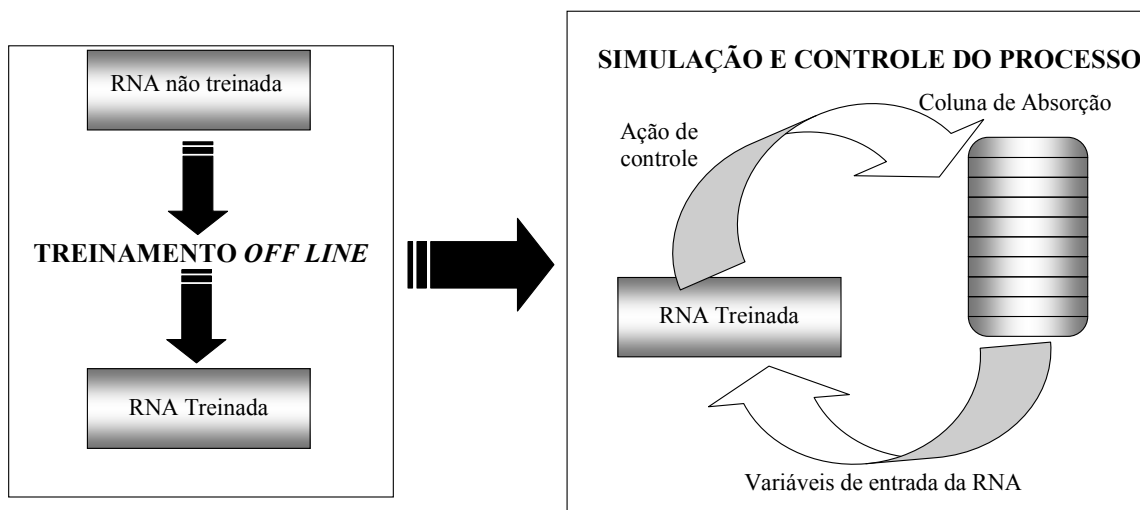 RNA não treinada
TREINAMENTO OFF LINE
RNA Treinada
SIMULAÇÃO E CONTROLE DO PROCESSO
Coluna de Absorção
Ação de
controle
RNA Treinada
Variáveis de entrada da RNA